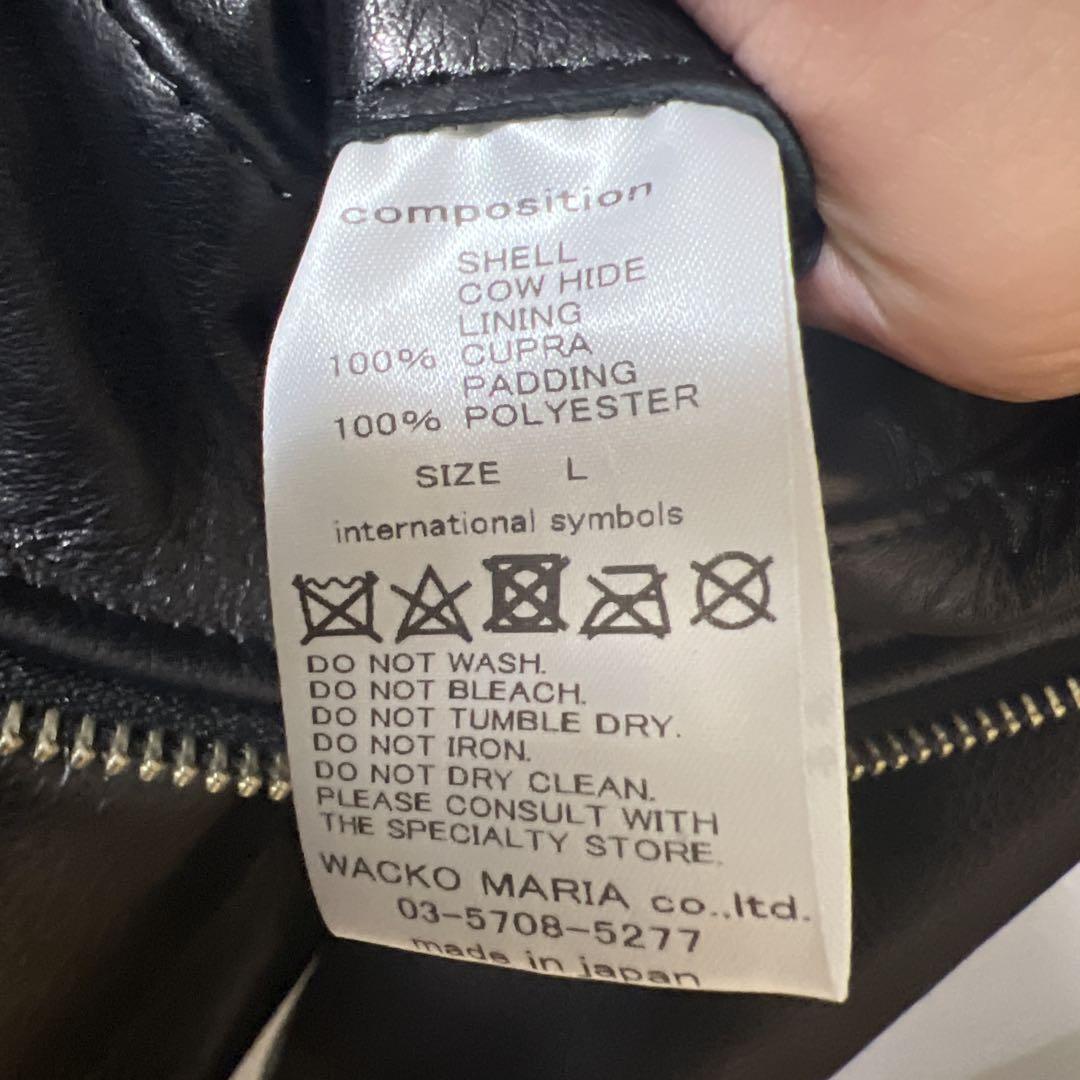 composition
SHELL
COW HIDE
LINING
100% CUPRA
PADDING
100% POLYESTER
SIZE L
international symbols
DO NOT WASH.
DO NOT BLEACH.
DO NOT TUMBLE DRY.
DO NOT IRON.
DO NOT DRY CLEAN.
PLEASE CONSULT WITH
THE SPECIALTY STORE.
WACKO MARIA co.,ltd.
03-5708-5277
made in japan